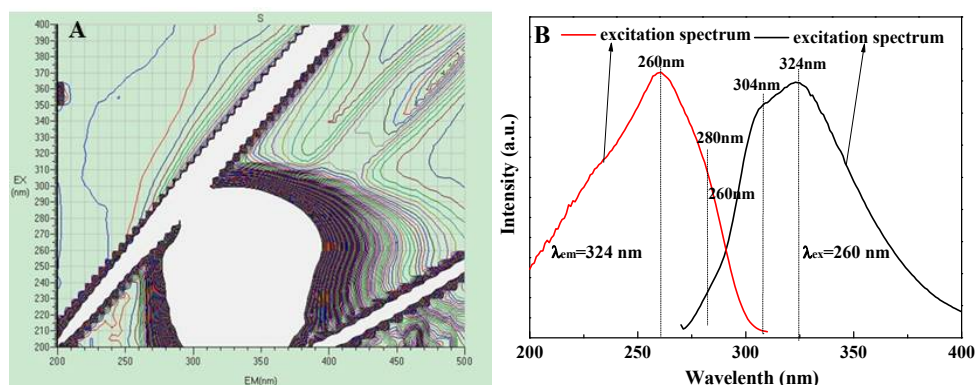 S
A
400
390
380
370
360
350
340
330
320
310
300
290
280
270
260
250
240
230
220
210
200
EX
(nm)
200 250 300 350 400 450 500
EM(nm)
B
excitation spectrum
excitation spectrum
260nm
324nm
304nm
280nm
260nm
λem=324 nm
λex=260 nm
Intensity (a.u.)
200 250 300 350 400
Wavelenth (nm)